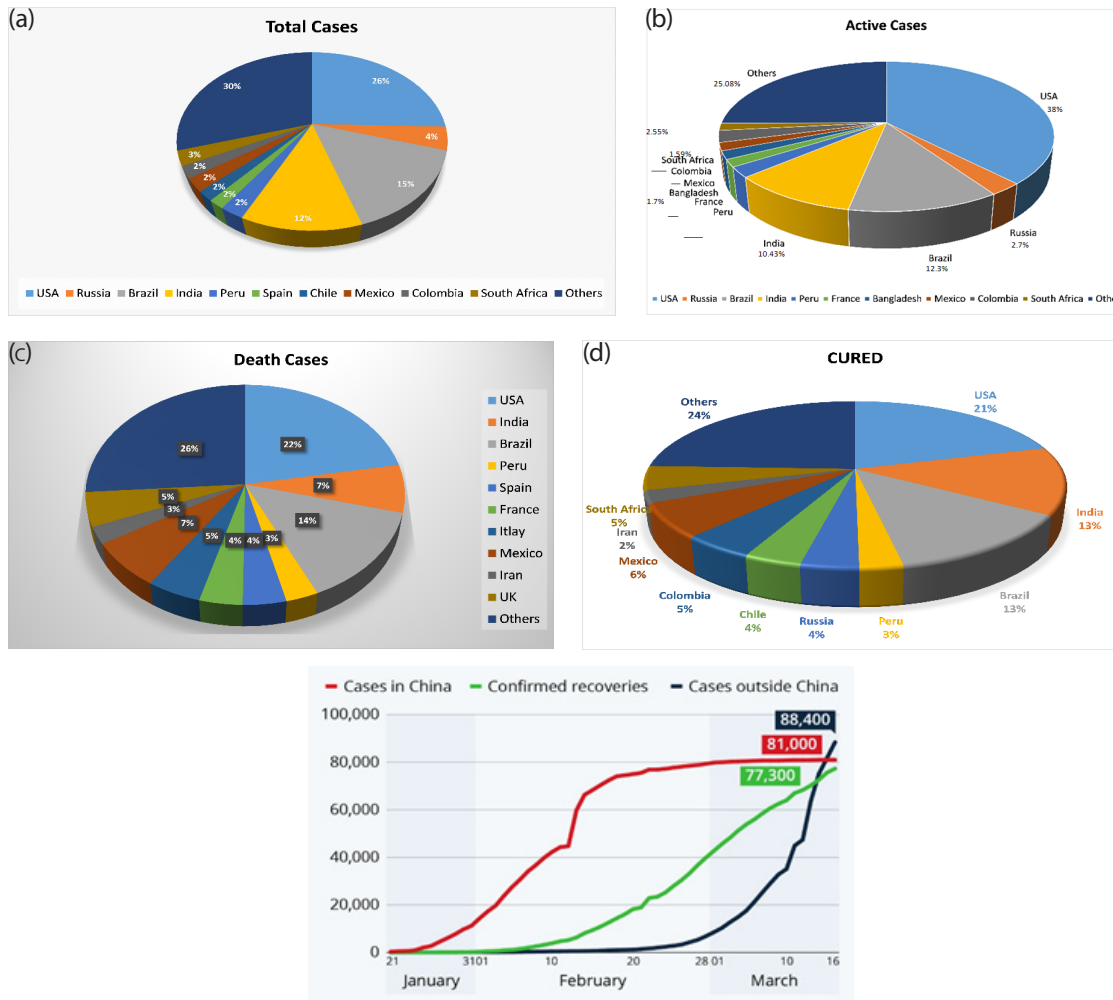 (a)
Total Cases
26%
4%
15%
12%
2%
2%
2%
2%
2%
3%
30%
USA Russia Brazil India Peru Spain Chile Mexico Colombia South Africa Others
(b)
Active Cases
Others
25.08%
USA
38%
2.55%
1.59%
South Africa
Colombia
Mexico
Bangladesh
France
Peru
1.7%
India
10.43%
Brazil
12.3%
Russia
2.7%
USA Russia Brazil India Peru France Bangladesh Mexico Colombia South Africa Othe
(c)
Death Cases
22%
7%
14%
3%
4%
4%
5%
7%
3%
5%
26%
USA
India
Brazil
Peru
Spain
France
Itlay
Mexico
Iran
UK
Others
(d)
CURED
USA
21%
Others
24%
India
13%
South Africa
5%
Iran
2%
Mexico
6%
Colombia
5%
Chile
4%
Russia
4%
Peru
3%
Brazil
13%
Cases in China Confirmed recoveries Cases outside China
100,000
88,400
81,000
80,000
77,300
60,000
40,000
20,000
0
21 31 01 10 20 28 01 10 16
January February March